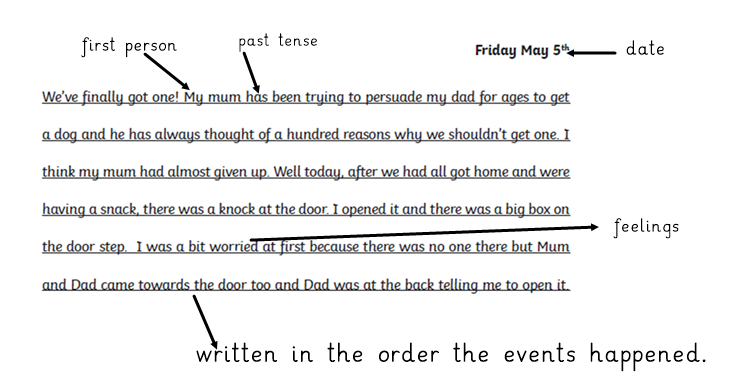 first person
past tense
Friday May 5th
date
We've finally got one! My mum has been trying to persuade my dad for ages to get
a dog and he has always thought of a hundred reasons why we shouldn't get one. I
think my mum had almost given up. Well today, after we had all got home and were
having a snack, there was a knock at the door. I opened it and there was a big box on
feelings
the door step. I was a bit worried at first because there was no one there but Mum
and Dad came towards the door too and Dad was at the back telling me to open it.
written in the order the events happened.